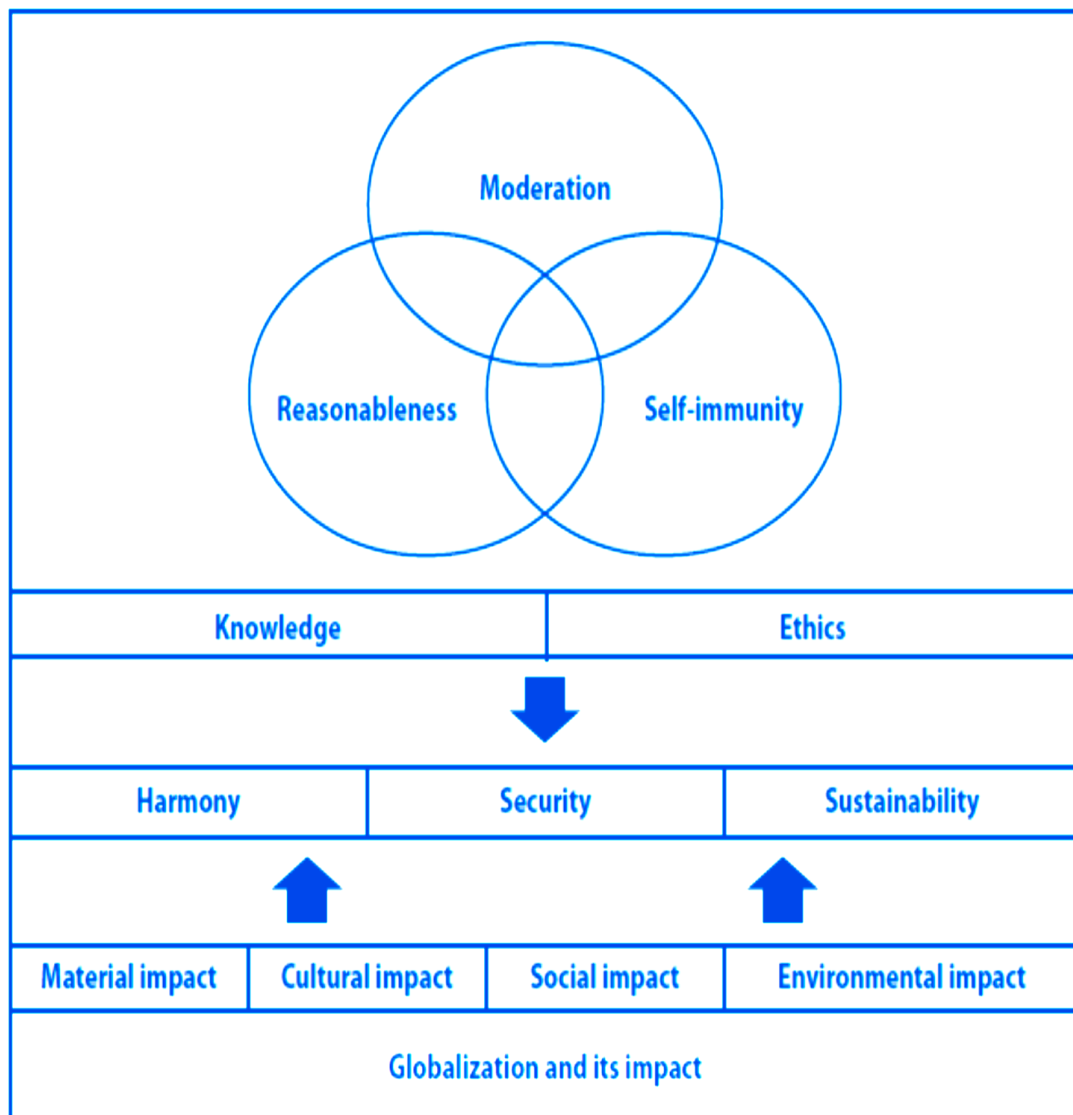 Moderation
Reasonableness
Self-immunity
Knowledge
Ethics
Harmony
Security
Sustainability
Material impact
Cultural impact
Social impact
Environmental impact
Globalization and its impact